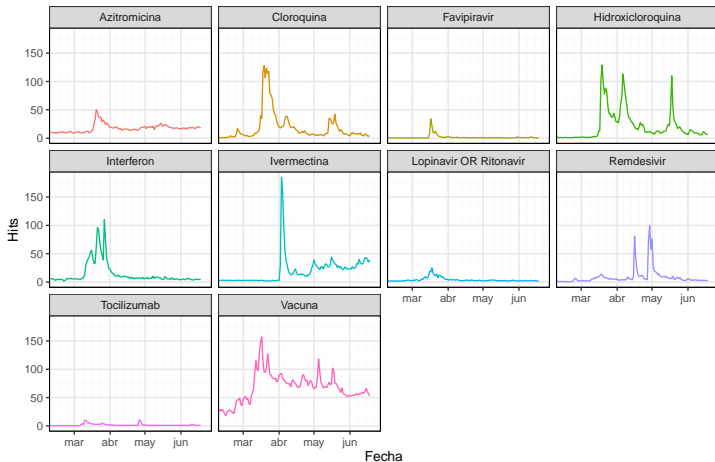 Azitromicina Cloroquina Favipiravir Hidroxicloroquina
150
100
50
0
Interferon Ivermectina Lopinavir OR Ritonavir Remdesivir
Hits
150
100
50
0
mar abr may jun mar abr may jun
Tocilizumab Vacuna
150
100
50
0
mar abr may jun mar abr may jun
Fecha